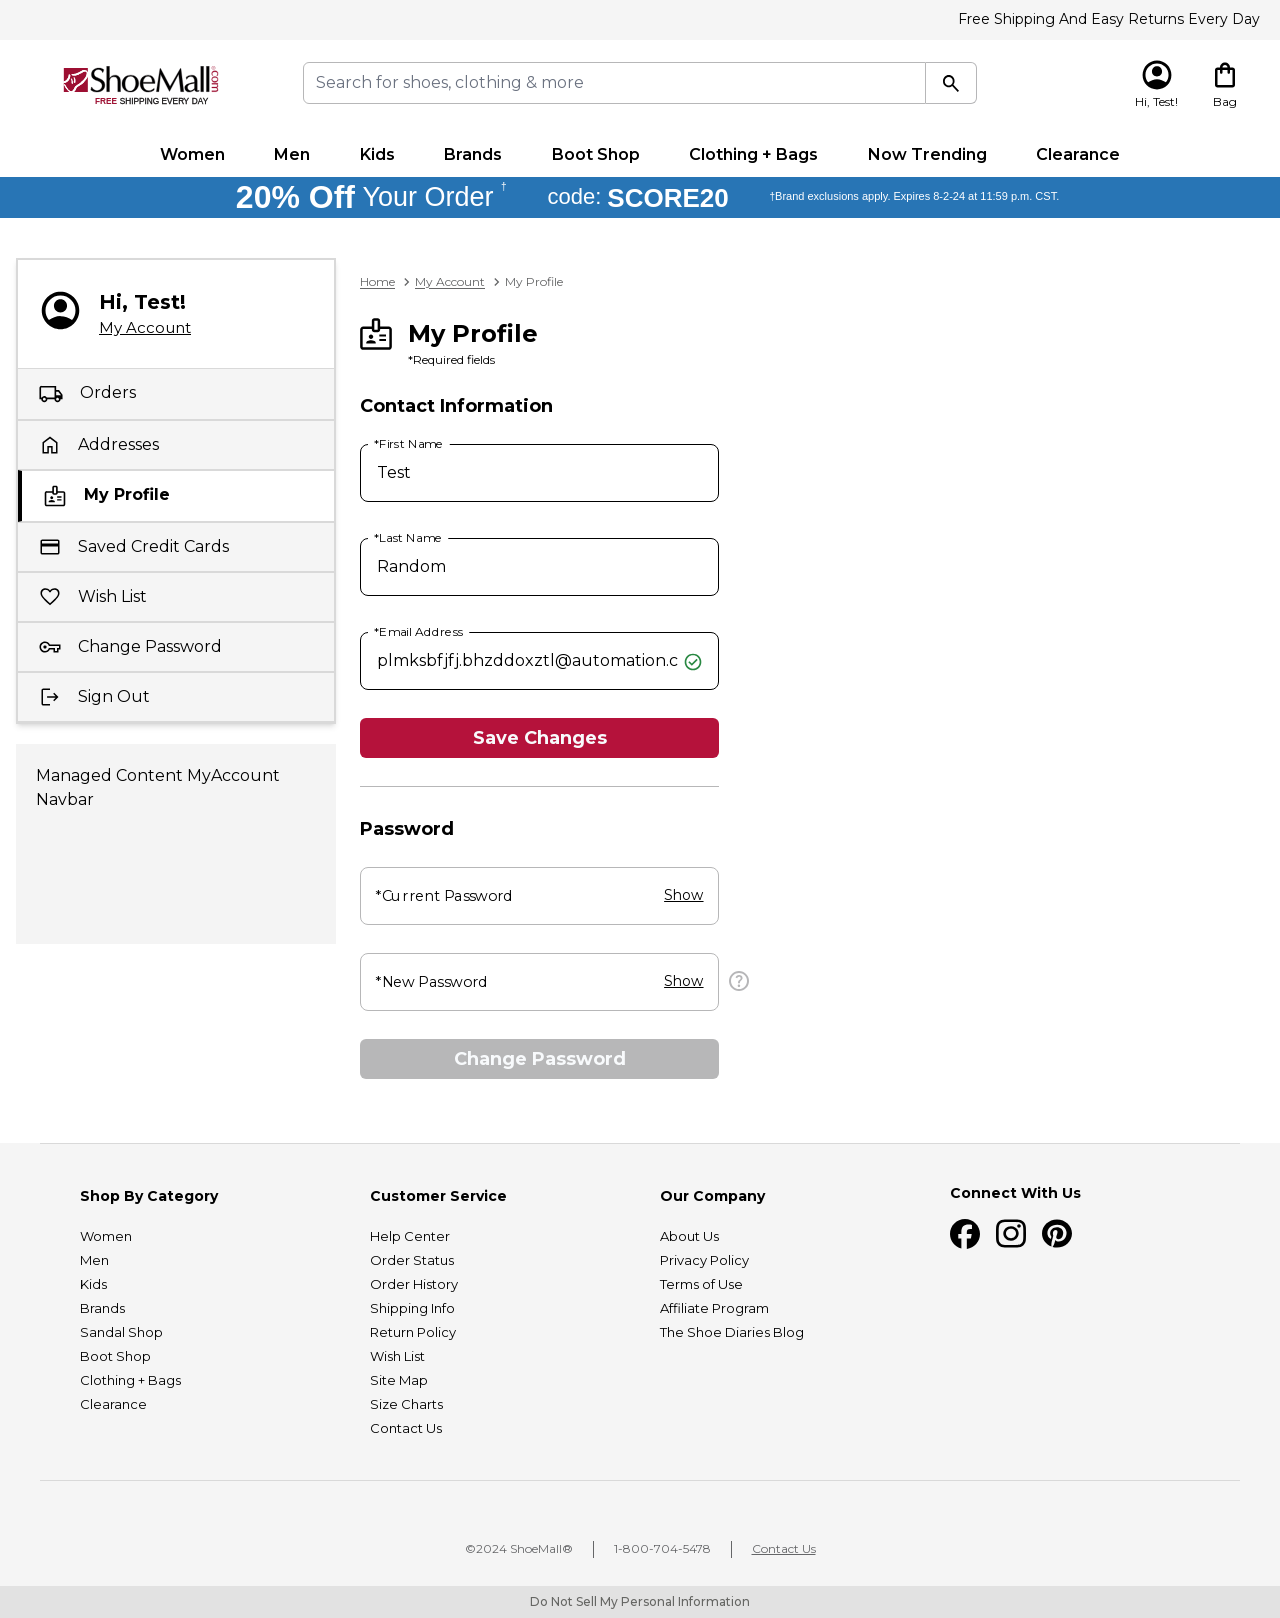 Free Shipping And Easy Returns Every Day
ShoeMall®.com
FREE SHIPPING EVERY DAY
Search for shoes, clothing & more
Hi, Test!
Bag
Women Men Kids Brands Boot Shop Clothing + Bags Now Trending Clearance
20% Off Your Order † code: SCORE20 †Brand exclusions apply. Expires 8-2-24 at 11:59 p.m. CST.
Hi, Test!
My Account
Orders
Addresses
My Profile
Saved Credit Cards
Wish List
Change Password
Sign Out
Managed Content MyAccount
Navbar
Home > My Account > My Profile
My Profile
*Required fields
Contact Information
*First Name
Test
*Last Name
Random
*Email Address
plmksbfjfj.bhzddoxztl@automation.c
Save Changes
Password
*Current Password Show
*New Password Show
?
Change Password
Shop By Category
Women
Men
Kids
Brands
Sandal Shop
Boot Shop
Clothing + Bags
Clearance
Customer Service
Help Center
Order Status
Order History
Shipping Info
Return Policy
Wish List
Site Map
Size Charts
Contact Us
Our Company
About Us
Privacy Policy
Terms of Use
Affiliate Program
The Shoe Diaries Blog
Connect With Us
©2024 ShoeMall® | 1-800-704-5478 | Contact Us
Do Not Sell My Personal Information